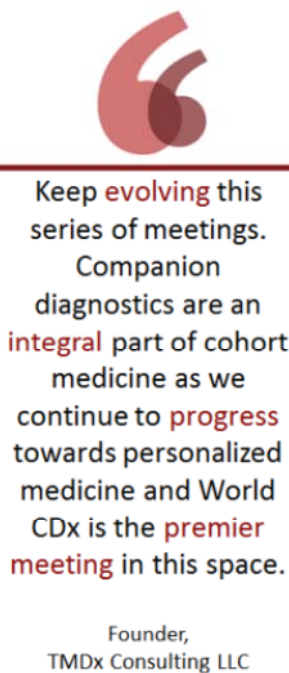 Keep evolving this
series of meetings.
Companion
diagnostics are an
integral part of cohort
medicine as we
continue to progress
towards personalized
medicine and World
CDx is the premier
meeting in this space.
Founder,
TMDx Consulting LLC